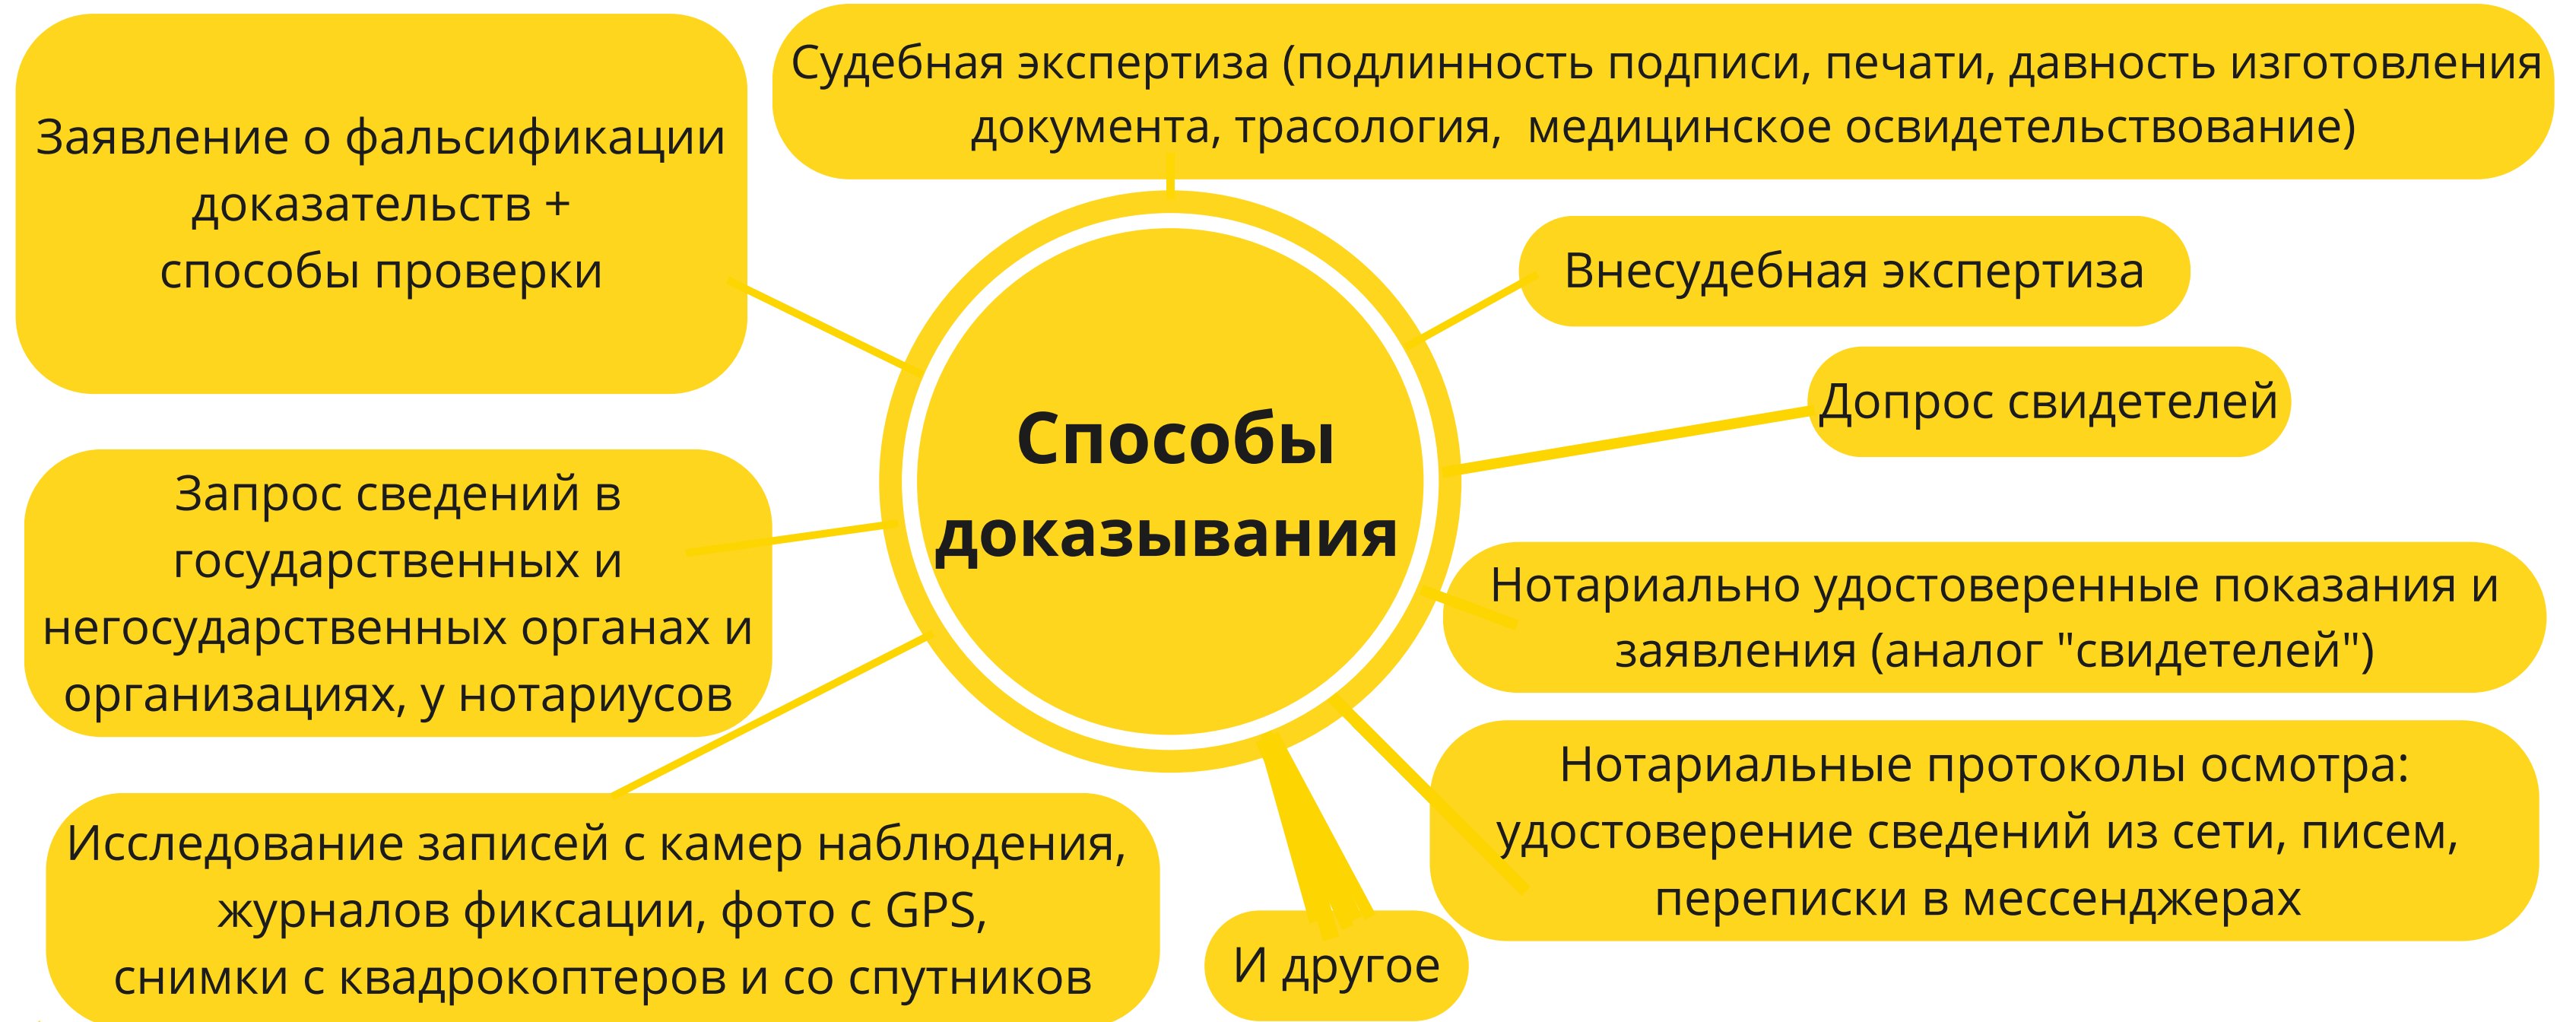 Способы
доказывания
Судебная экспертиза (подлинность подписи, печати, давность изготовления
документа, трасология, медицинское освидетельствование)
Внесудебная экспертиза
Допрос свидетелей
Нотариально удостоверенные показания и
заявления (аналог "свидетелей")
Нотариальные протоколы осмотра:
удостоверение сведений из сети, писем,
переписки в мессенджерах
И другое
Исследование записей с камер наблюдения,
журналов фиксации, фото с GPS,
снимки с квадрокоптеров и со спутников
Запрос сведений в
государственных и
негосударственных органах и
организациях, у нотариусов
Заявление о фальсификации
доказательств +
способы проверки